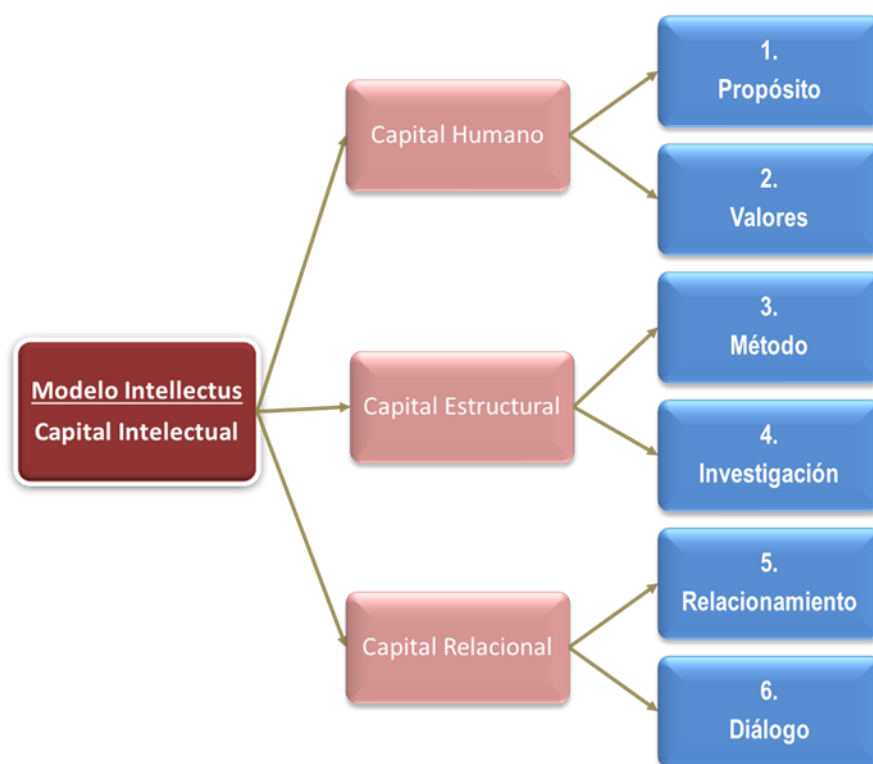 Modelo Intellectus
Capital Intelectual
Capital Humano
1.
Propósito
2.
Valores
Capital Estructural
3.
Método
4.
Investigación
Capital Relacional
5.
Relacionamiento
6.
Diálogo